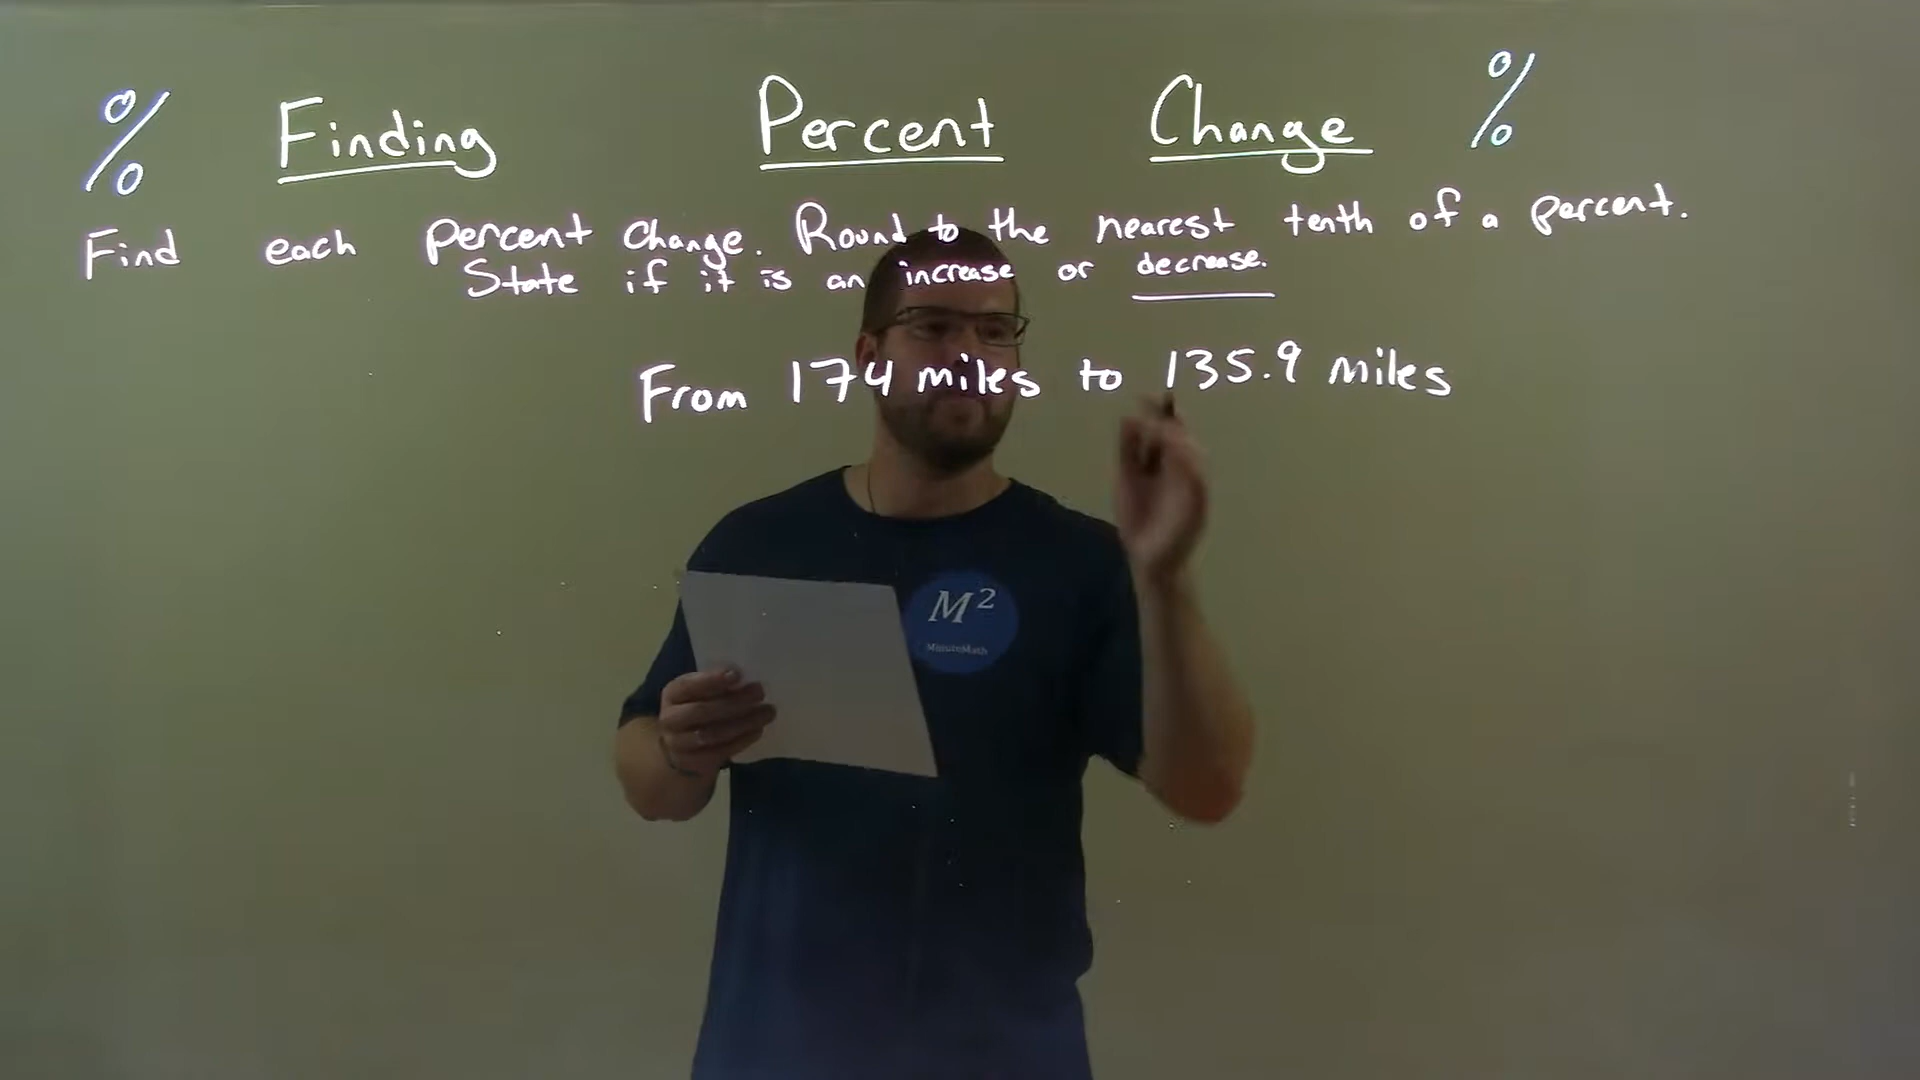 % Finding Percent Change %
Find each percent change. Round to the nearest tenth of a percent.
State if it is an increase or decrease.
From 174 miles to 135.9 miles
M²
MinuteMath